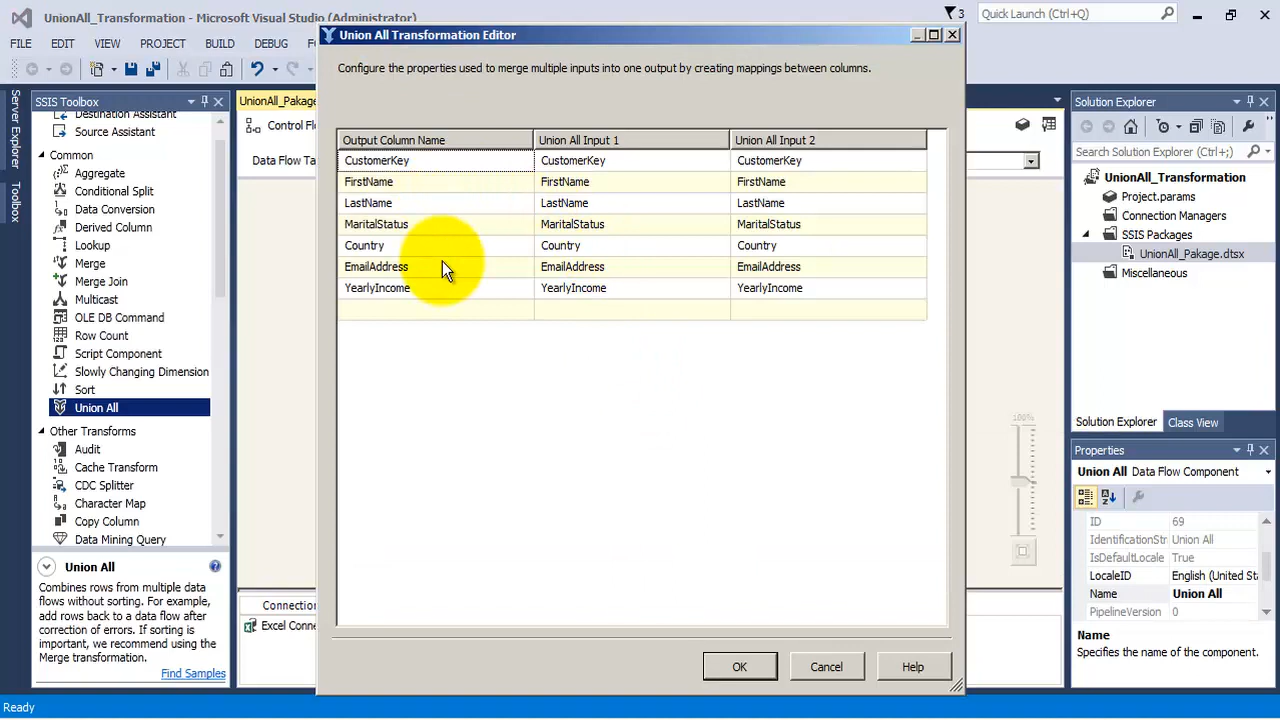 UnionAll_Transformation - Microsoft Visual Studio (Administrator)
3
Quick Launch (Ctrl+Q)
Union All Transformation Editor
FILE EDIT VIEW PROJECT BUILD DEBUG
Configure the properties used to merge multiple inputs into one output by creating mappings between columns.
Server Explorer
Toolbox
SSIS Toolbox
Destination Assistant
Source Assistant
Common
Aggregate
Conditional Split
Data Conversion
Derived Column
Lookup
Merge
Merge Join
Multicast
OLE DB Command
Row Count
Script Component
Slowly Changing Dimension
Sort
Union All
Other Transforms
Audit
Cache Transform
CDC Splitter
Character Map
Copy Column
Data Mining Query
Union All
Combines rows from multiple data
flows without sorting. For example,
add rows back to a data flow after
correction of errors. If sorting is
important, we recommend using the
Merge transformation.
Find Samples
UnionAll_Pakage
Control Fl
Data Flow Ta
Connection
Excel Conne
Output Column Name Union All Input 1 Union All Input 2
CustomerKey CustomerKey CustomerKey
FirstName FirstName FirstName
LastName LastName LastName
MaritalStatus MaritalStatus MaritalStatus
Country Country Country
EmailAddress EmailAddress EmailAddress
YearlyIncome YearlyIncome YearlyIncome
OK Cancel Help
100%
Solution Explorer
Search Solution Explorer (Ctrl+;)
UnionAll_Transformation
Project.params
Connection Managers
SSIS Packages
UnionAll_Pakage.dtsx
Miscellaneous
Solution Explorer Class View
Properties
Union All Data Flow Component
ID 69
IdentificationStr Union All
IsDefaultLocale True
LocaleID English (United Sta
Name Union All
PipelineVersion 0
Name
Specifies the name of the component.
Ready